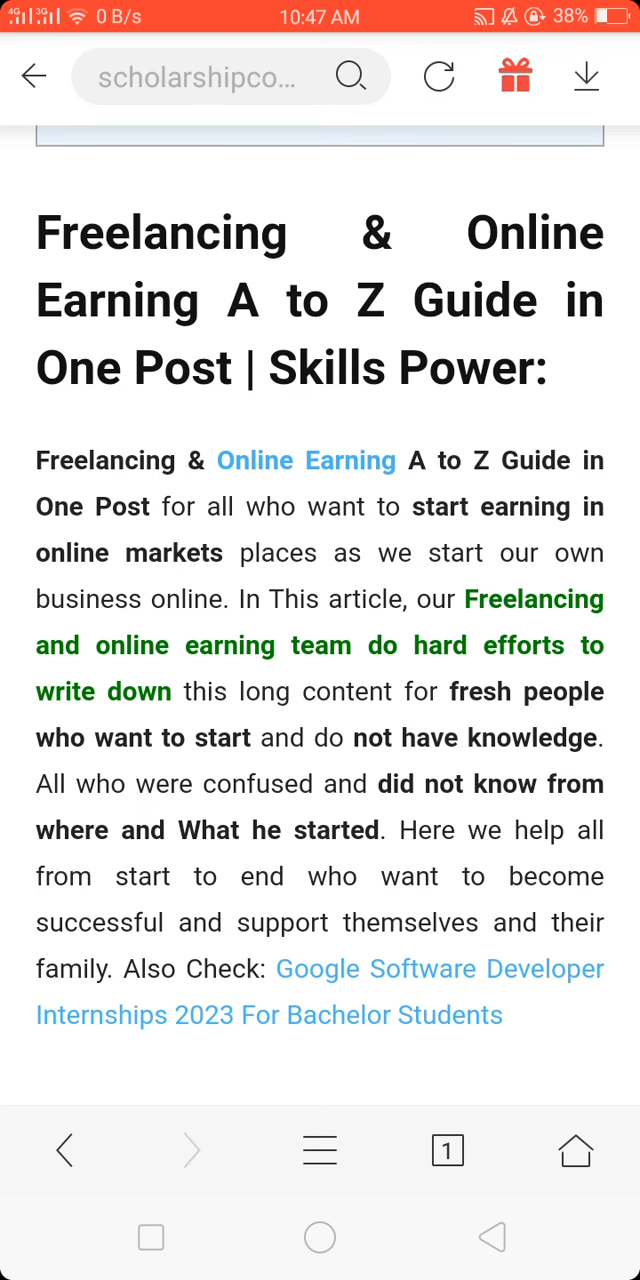 4G 3G 0 B/s 10:47 AM 38%
scholarshipco...
Freelancing & Online
Earning A to Z Guide in
One Post | Skills Power:
Freelancing & Online Earning A to Z Guide in
One Post for all who want to start earning in
online markets places as we start our own
business online. In This article, our Freelancing
and online earning team do hard efforts to
write down this long content for fresh people
who want to start and do not have knowledge.
All who were confused and did not know from
where and What he started. Here we help all
from start to end who want to become
successful and support themselves and their
family. Also Check: Google Software Developer
Internships 2023 For Bachelor Students
1